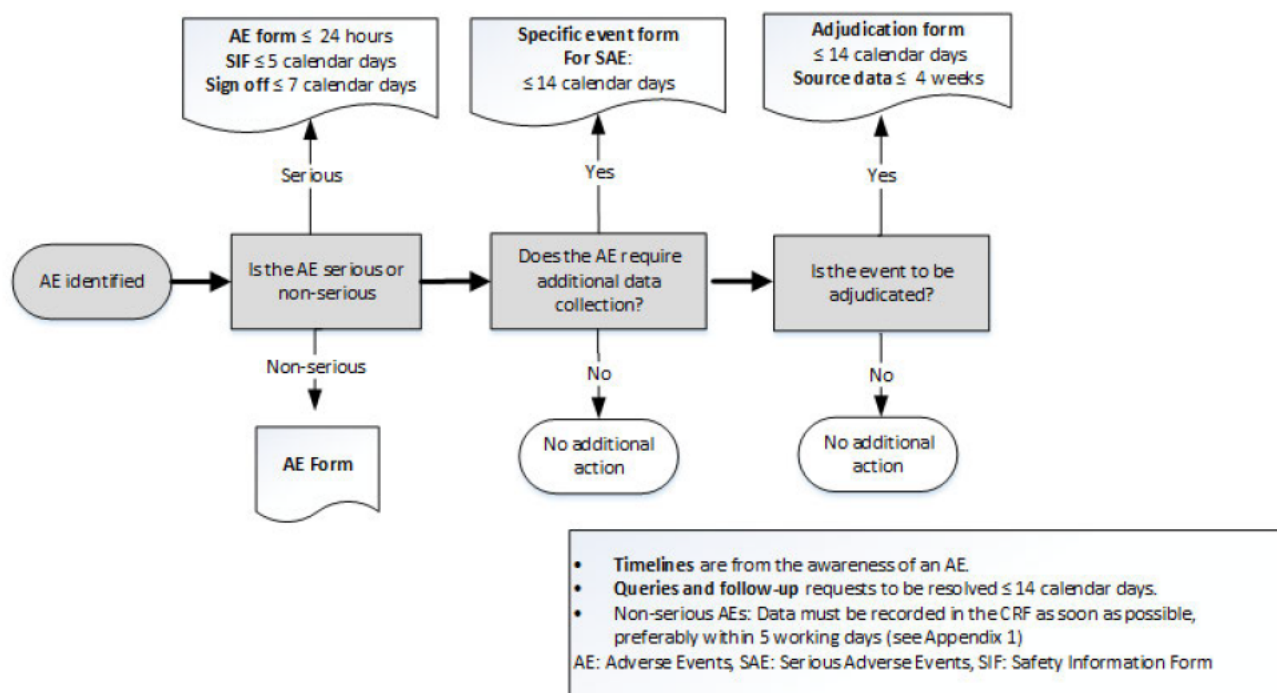 AE form ≤ 24 hours
SIF ≤ 5 calendar days
Sign off ≤ 7 calendar days
Specific event form
For SAE:
≤ 14 calendar days
Adjudication form
≤ 14 calendar days
Source data ≤ 4 weeks
Serious
Yes
Yes
AE identified
Is the AE serious or
non-serious
Does the AE require
additional data
collection?
Is the event to be
adjudicated?
Non-serious
No
No
AE Form
No additional
action
No additional
action
• Timelines are from the awareness of an AE.
• Queries and follow-up requests to be resolved ≤ 14 calendar days.
• Non-serious AEs: Data must be recorded in the CRF as soon as possible,
preferably within 5 working days (see Appendix 1)
AE: Adverse Events, SAE: Serious Adverse Events, SIF: Safety Information Form